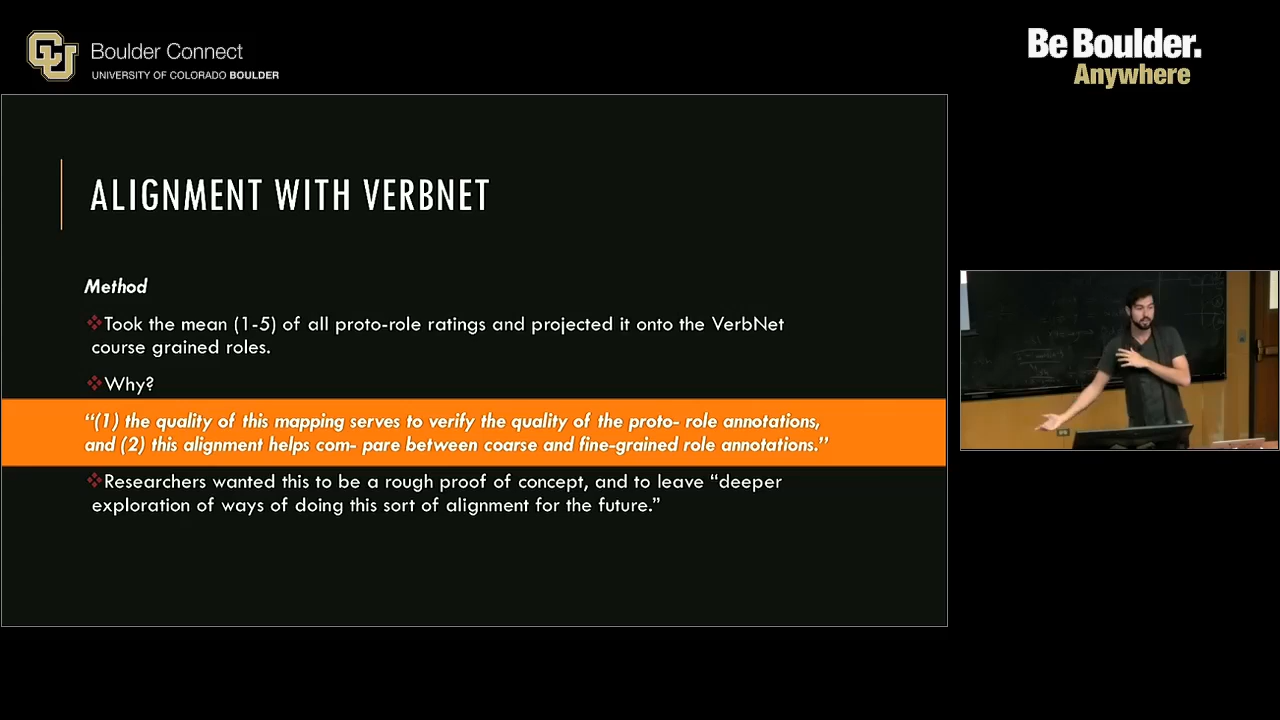 CU
Boulder Connect
UNIVERSITY OF COLORADO BOULDER
Be Boulder.
Anywhere
ALIGNMENT WITH VERBNET
Method
❖Took the mean (1-5) of all proto-role ratings and projected it onto the VerbNet
course grained roles.
❖Why?
“(1) the quality of this mapping serves to verify the quality of the proto- role annotations,
and (2) this alignment helps com- pare between coarse and fine-grained role annotations.”
❖Researchers wanted this to be a rough proof of concept, and to leave “deeper
exploration of ways of doing this sort of alignment for the future.”